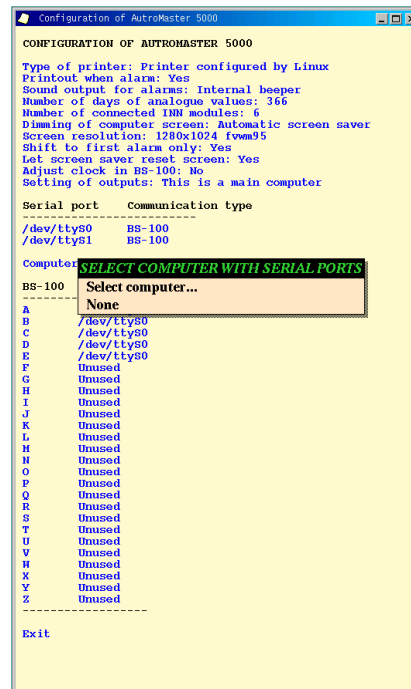 Configuration of AutroMaster 5000
CONFIGURATION OF AUTROMASTER 5000
Type of printer: Printer configured by Linux
Printout when alarm: Yes
Sound output for alarms: Internal beeper
Number of days of analogue values: 366
Number of connected INN modules: 6
Dimming of computer screen: Automatic screen saver
Screen resolution: 1280x1024 fvwm95
Shift to first alarm only: Yes
Let screen saver reset screen: Yes
Adjust clock in BS-100: No
Setting of outputs: This is a main computer
Serial port Communication type
-------------------------
/dev/ttyS0 BS-100
/dev/ttyS1 BS-100
Computer
SELECT COMPUTER WITH SERIAL PORTS
BS-100 Select computer...
None
A
B /dev/ttyS0
C /dev/ttyS0
D /dev/ttyS0
E /dev/ttyS0
F Unused
G Unused
H Unused
I Unused
J Unused
K Unused
L Unused
M Unused
N Unused
O Unused
P Unused
Q Unused
R Unused
S Unused
T Unused
U Unused
V Unused
W Unused
X Unused
Y Unused
Z Unused
------------------
Exit